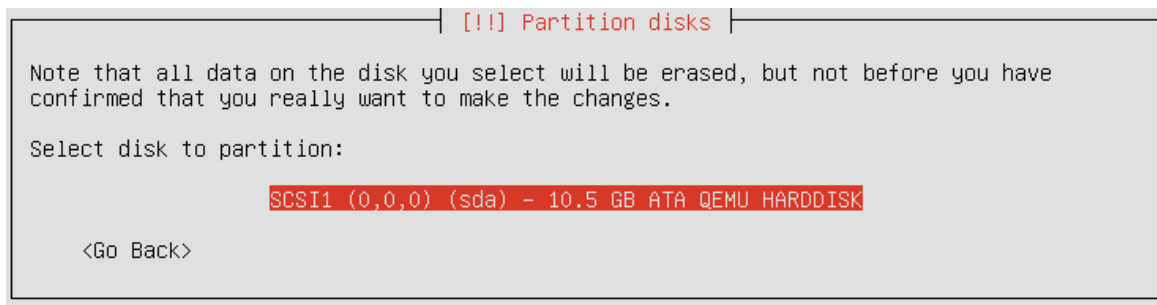 [!!] Partition disks
Note that all data on the disk you select will be erased, but not before you have
confirmed that you really want to make the changes.
Select disk to partition:
SCSI1 (0,0,0) (sda) - 10.5 GB ATA QEMU HARDDISK
<Go Back>